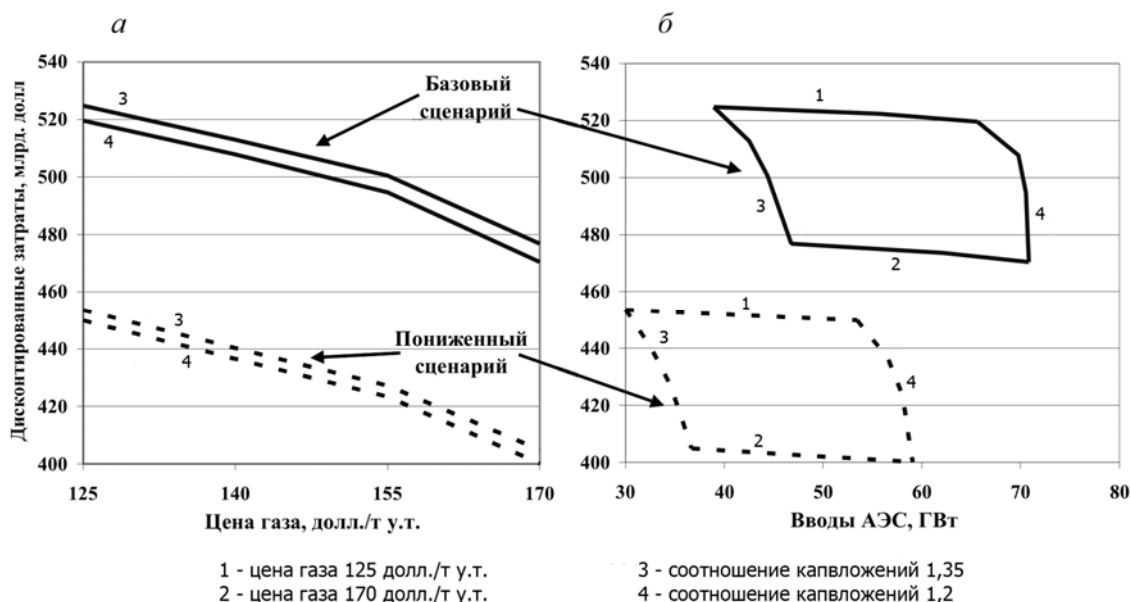 а
б
Дисконтированные затраты, млрд. долл
540
520
500
480
460
440
420
400
125
140
155
170
Цена газа, долл./т у.т.
3
4
3
4
Базовый
сценарий
Пониженный
сценарий
540
520
500
480
460
440
420
400
30
40
50
60
70
80
Вводы АЭС, ГВт
1
3
4
2
1
3
4
2
1 - цена газа 125 долл./т у.т.
2 - цена газа 170 долл./т у.т.
3 - соотношение капвложений 1,35
4 - соотношение капвложений 1,2